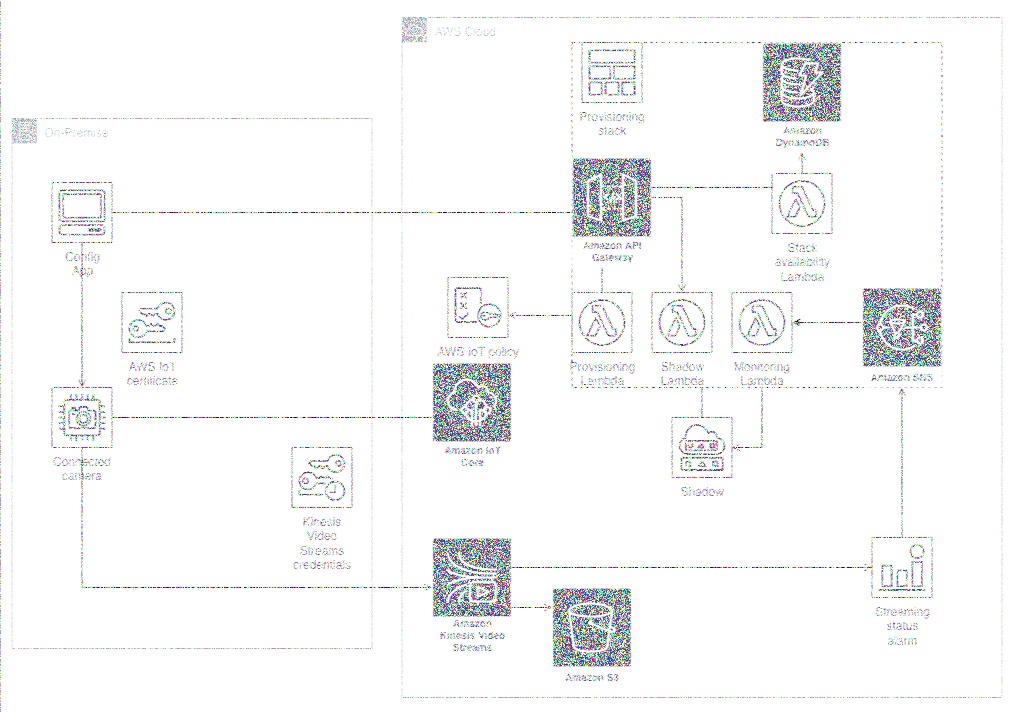 AWS Cloud
Provisioning
stack
Amazon
DynamoDB
On-Premise
Config
App
Amazon API
Gateway
Stack
availability
Lambda
AWS IoT
certificate
AWS IoT policy
Provisioning
Lambda
Shadow
Lambda
Monitoring
Lambda
Amazon SNS
Connected
camera
Amazon IoT
Core
Shadow
Kinesis
Video
Streams
credentials
Amazon
Kinesis Video
Streams
Amazon S3
Streaming
status
alarm